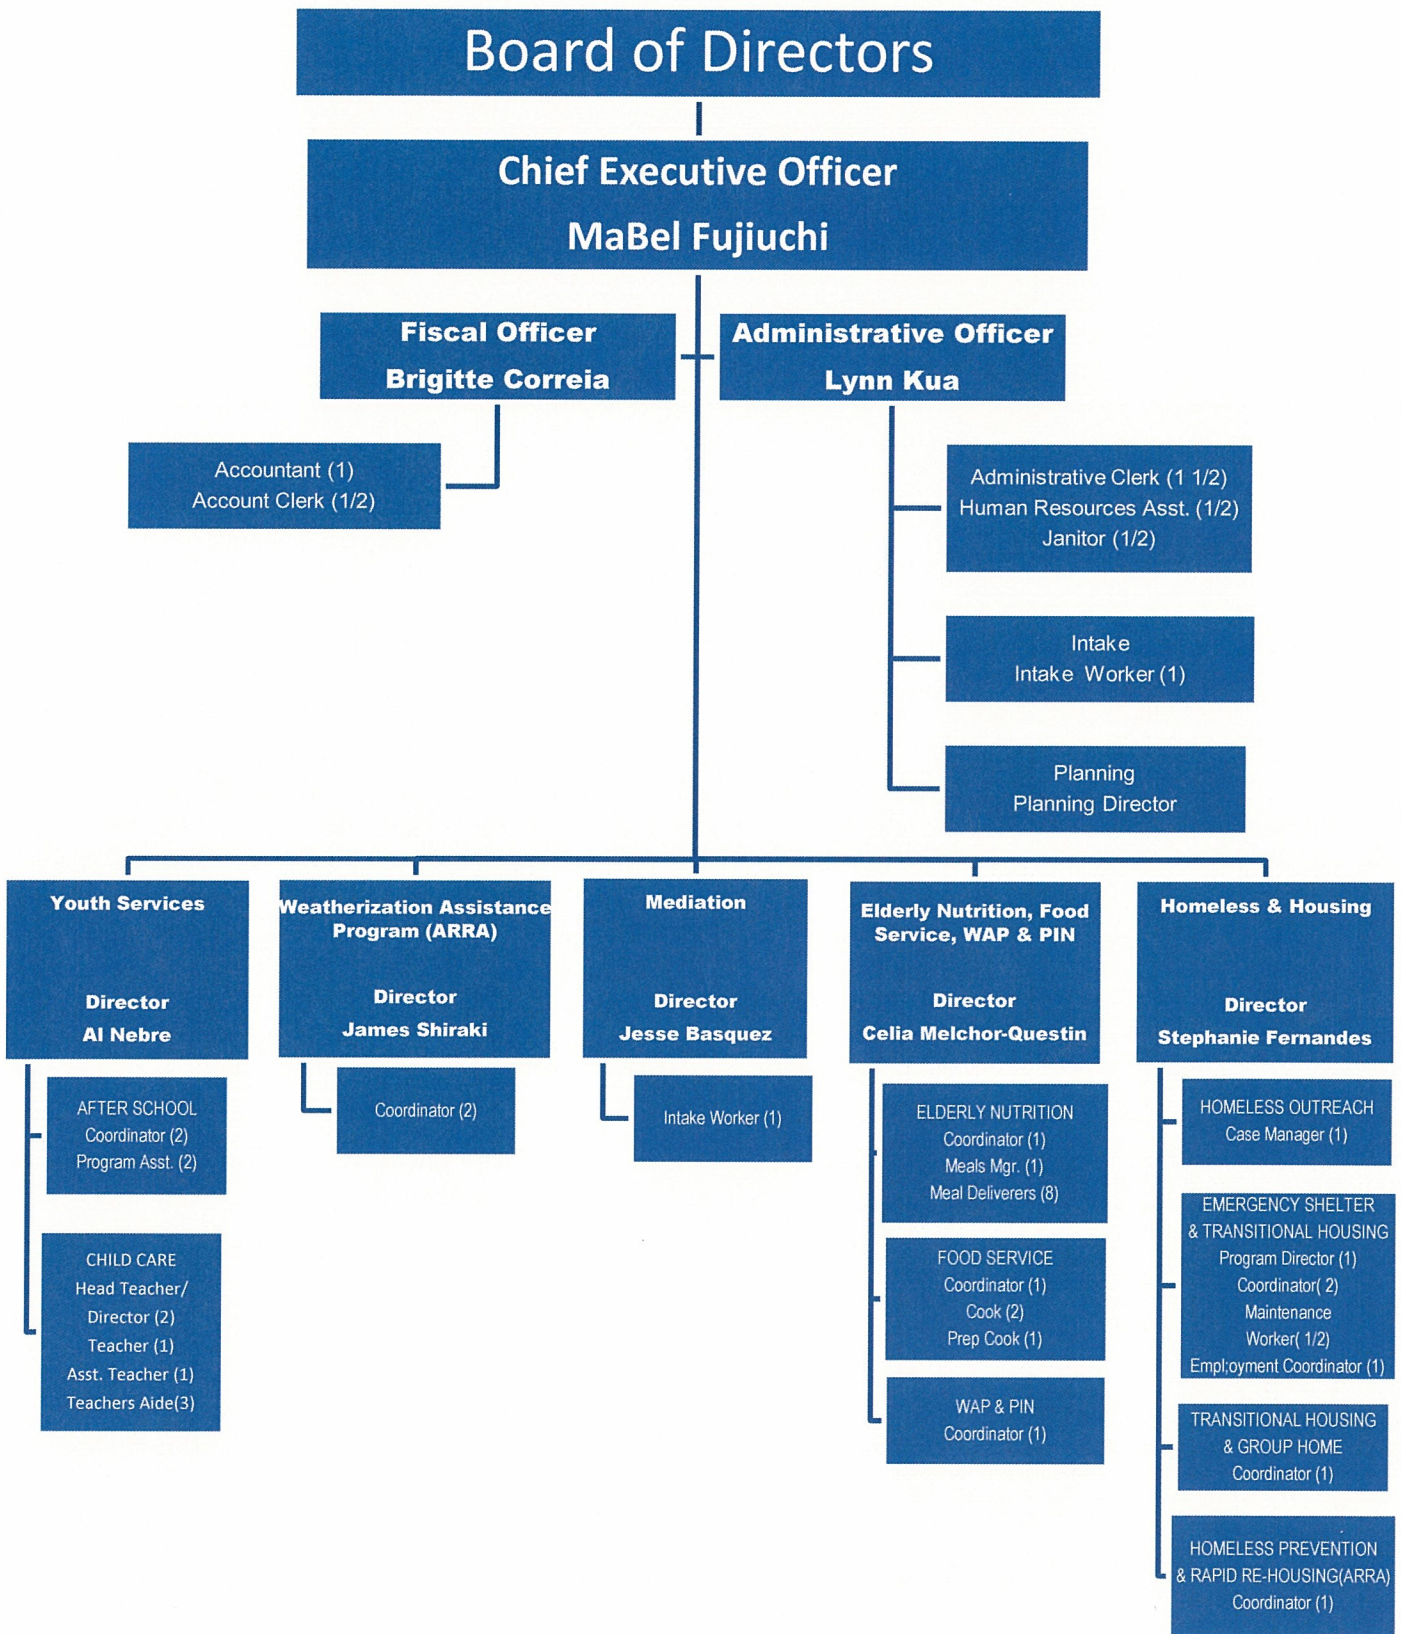 Board of Directors
Chief Executive Officer
MaBel Fujiuchi
Fiscal Officer
Brigitte Correia
Administrative Officer
Lynn Kua
Accountant (1)
Account Clerk (1/2)
Administrative Clerk (1 1/2)
Human Resources Asst. (1/2)
Janitor (1/2)
Intake
Intake Worker (1)
Planning
Planning Director
Youth Services
Director
Al Nebre
AFTER SCHOOL
Coordinator (2)
Program Asst. (2)
CHILD CARE
Head Teacher/
Director (2)
Teacher (1)
Asst. Teacher (1)
Teachers Aide(3)
Weatherization Assistance
Program (ARRA)
Director
James Shiraki
Coordinator (2)
Mediation
Director
Jesse Basquez
Intake Worker (1)
Elderly Nutrition, Food
Service, WAP & PIN
Director
Celia Melchor-Questin
ELDERLY NUTRITION
Coordinator (1)
Meals Mgr. (1)
Meal Deliverers (8)
FOOD SERVICE
Coordinator (1)
Cook (2)
Prep Cook (1)
WAP & PIN
Coordinator (1)
Homeless & Housing
Director
Stephanie Fernandes
HOMELESS OUTREACH
Case Manager (1)
EMERGENCY SHELTER
& TRANSITIONAL HOUSING
Program Director (1)
Coordinator( 2)
Maintenance
Worker( 1/2)
Empl;oyment Coordinator (1)
TRANSITIONAL HOUSING
& GROUP HOME
Coordinator (1)
HOMELESS PREVENTION
& RAPID RE-HOUSING(ARRA)
Coordinator (1)